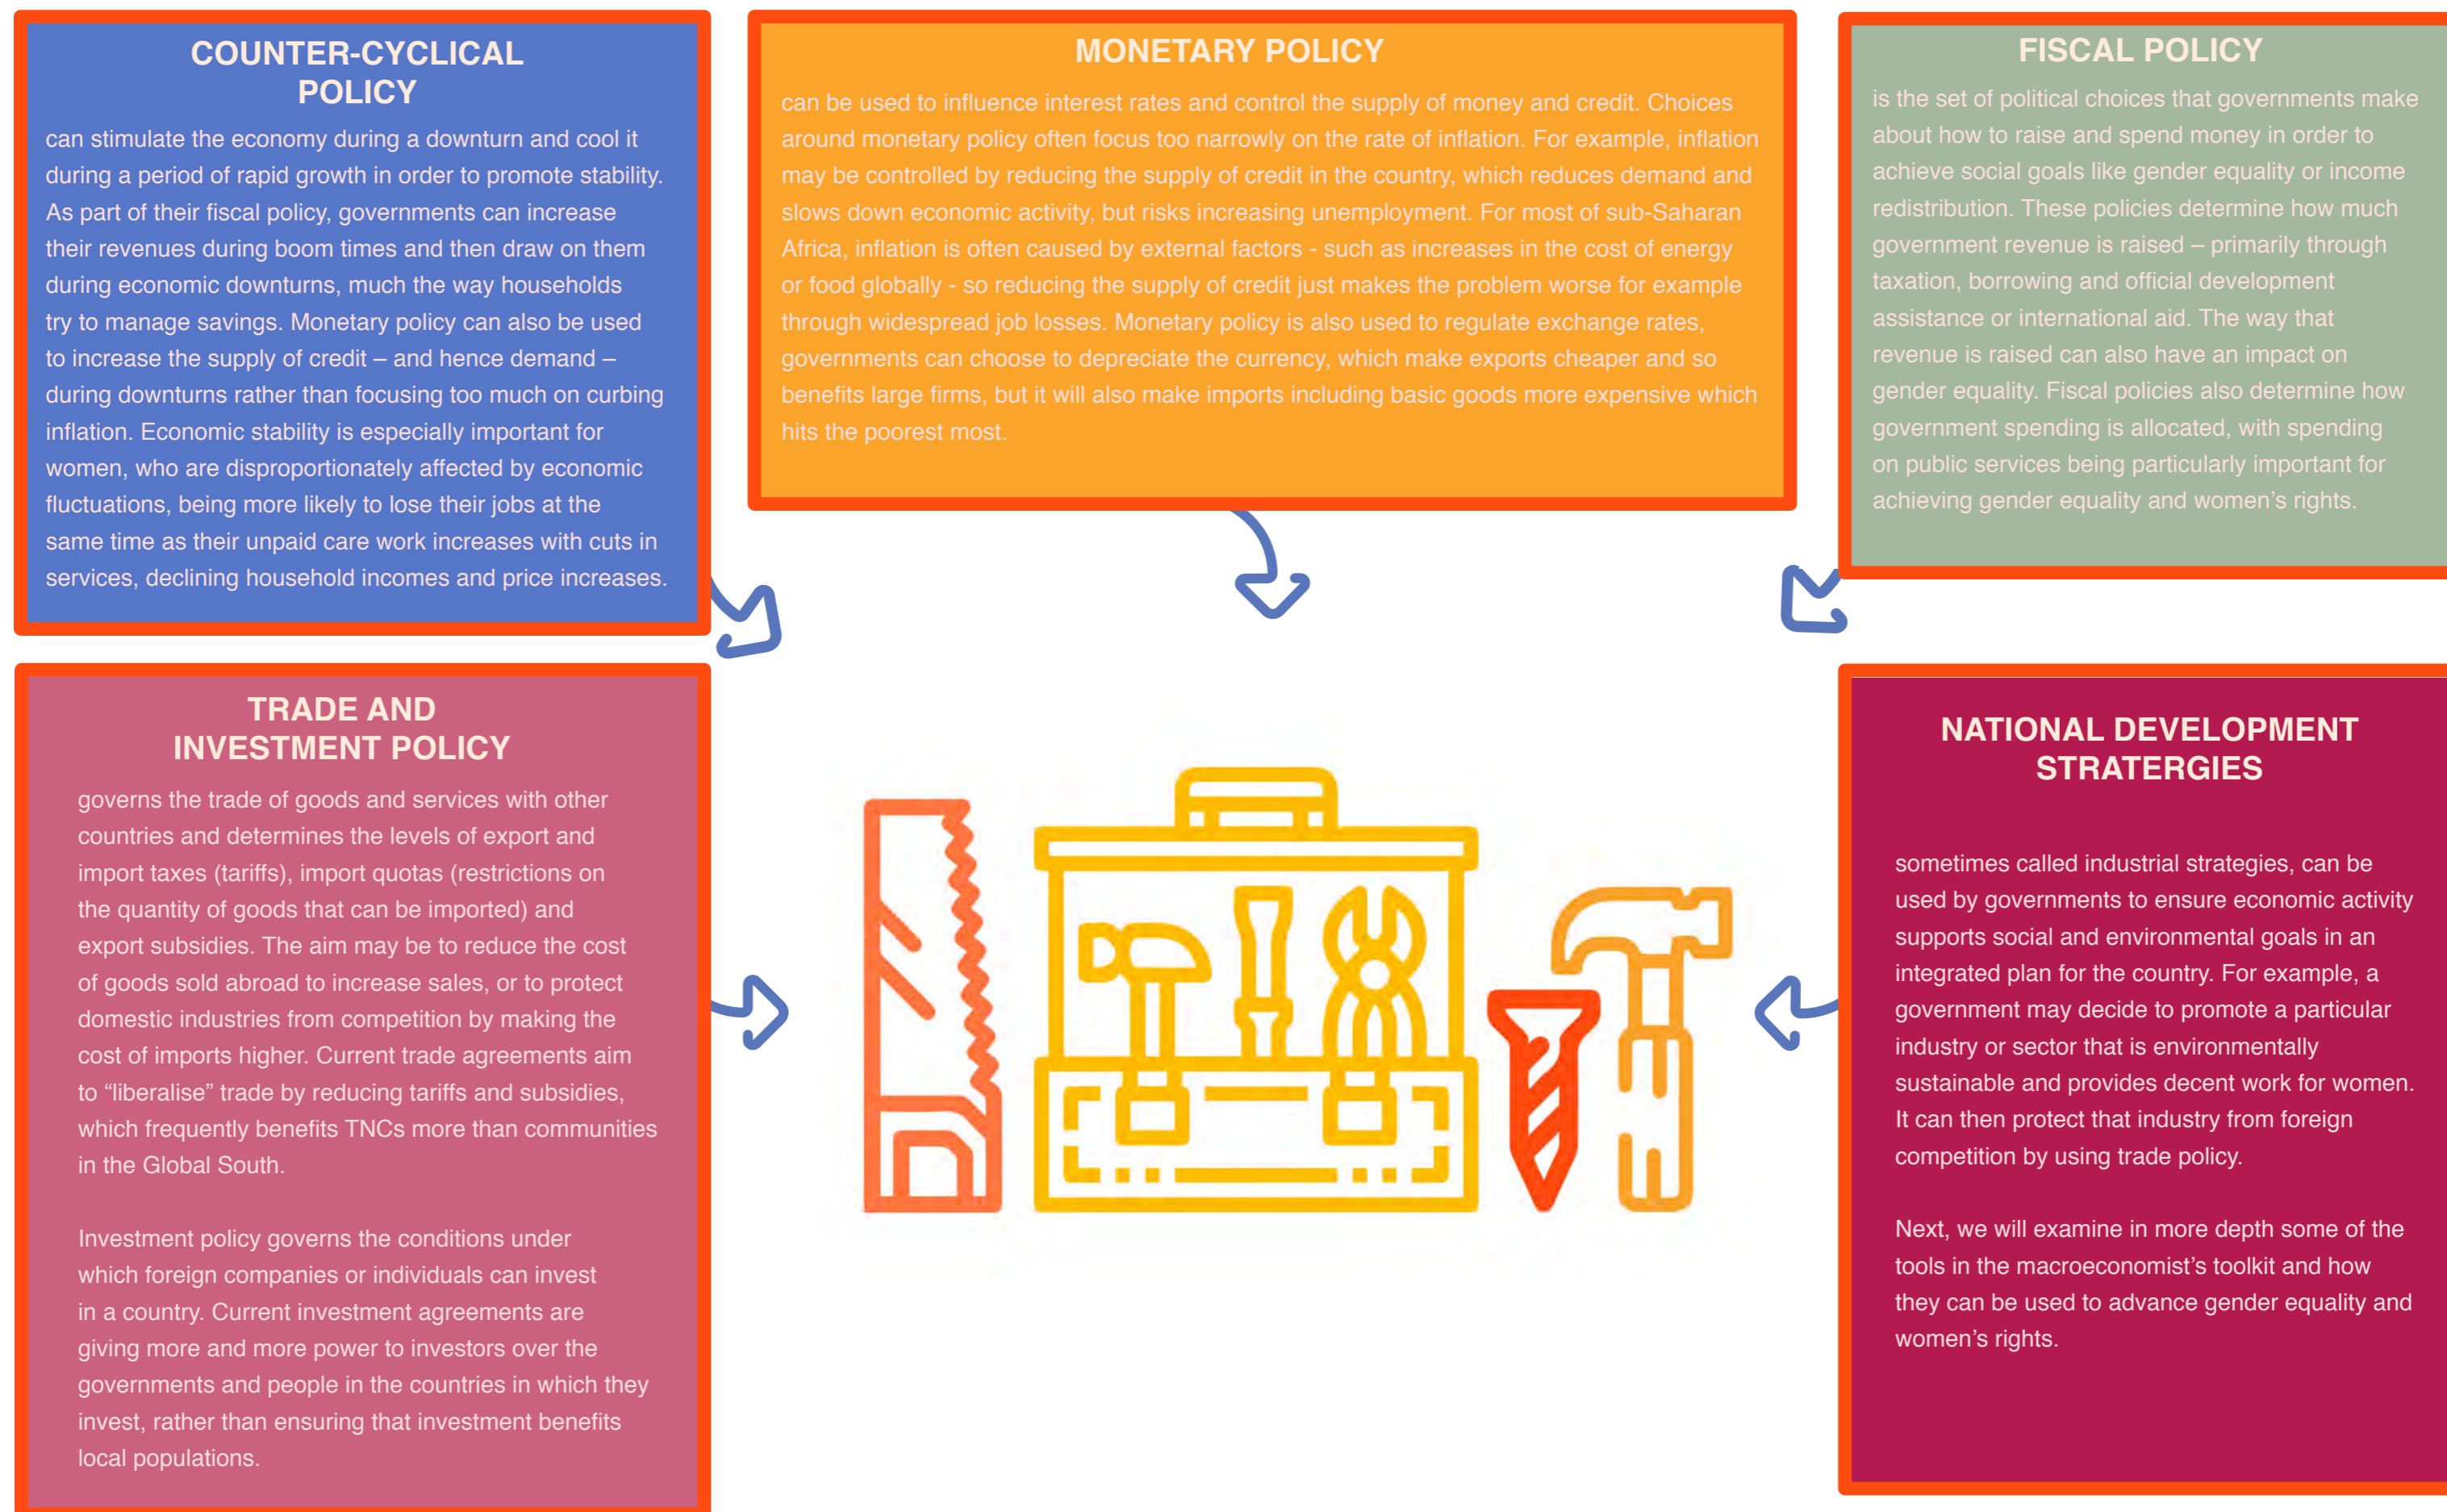 COUNTER-CYCLICAL
POLICY
can stimulate the economy during a downturn and cool it
during a period of rapid growth in order to promote stability.
As part of their fiscal policy, governments can increase
their revenues during boom times and then draw on them
during economic downturns, much the way households
try to manage savings. Monetary policy can also be used
to increase the supply of credit – and hence demand –
during downturns rather than focusing too much on curbing
inflation. Economic stability is especially important for
women, who are disproportionately affected by economic
fluctuations, being more likely to lose their jobs at the
same time as their unpaid care work increases with cuts in
services, declining household incomes and price increases.
MONETARY POLICY
can be used to influence interest rates and control the supply of money and credit. Choices
around monetary policy often focus too narrowly on the rate of inflation. For example, inflation
may be controlled by reducing the supply of credit in the country, which reduces demand and
slows down economic activity, but risks increasing unemployment. For most of sub-Saharan
Africa, inflation is often caused by external factors - such as increases in the cost of energy
or food globally - so reducing the supply of credit just makes the problem worse for example
through widespread job losses. Monetary policy is also used to regulate exchange rates,
governments can choose to depreciate the currency, which make exports cheaper and so
benefits large firms, but it will also make imports including basic goods more expensive which
hits the poorest most.
FISCAL POLICY
is the set of political choices that governments make
about how to raise and spend money in order to
achieve social goals like gender equality or income
redistribution. These policies determine how much
government revenue is raised – primarily through
taxation, borrowing and official development
assistance or international aid. The way that
revenue is raised can also have an impact on
gender equality. Fiscal policies also determine how
government spending is allocated, with spending
on public services being particularly important for
achieving gender equality and women’s rights.
TRADE AND
INVESTMENT POLICY
governs the trade of goods and services with other
countries and determines the levels of export and
import taxes (tariffs), import quotas (restrictions on
the quantity of goods that can be imported) and
export subsidies. The aim may be to reduce the cost
of goods sold abroad to increase sales, or to protect
domestic industries from competition by making the
cost of imports higher. Current trade agreements aim
to “liberalise” trade by reducing tariffs and subsidies,
which frequently benefits TNCs more than communities
in the Global South.
Investment policy governs the conditions under
which foreign companies or individuals can invest
in a country. Current investment agreements are
giving more and more power to investors over the
governments and people in the countries in which they
invest, rather than ensuring that investment benefits
local populations.
NATIONAL DEVELOPMENT
STRATERGIES
sometimes called industrial strategies, can be
used by governments to ensure economic activity
supports social and environmental goals in an
integrated plan for the country. For example, a
government may decide to promote a particular
industry or sector that is environmentally
sustainable and provides decent work for women.
It can then protect that industry from foreign
competition by using trade policy.
Next, we will examine in more depth some of the
tools in the macroeconomist’s toolkit and how
they can be used to advance gender equality and
women’s rights.